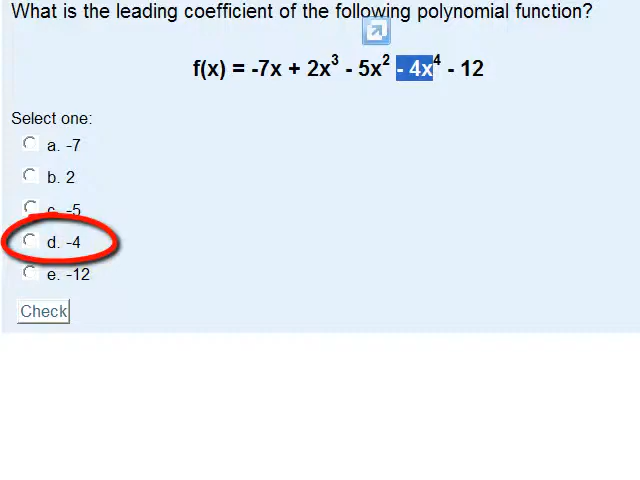 What is the leading coefficient of the following polynomial function?
f(x) = -7x + 2x³ - 5x² - 4x⁴ - 12
Select one:
a. -7
b. 2
c. -5
d. -4
e. -12
Check